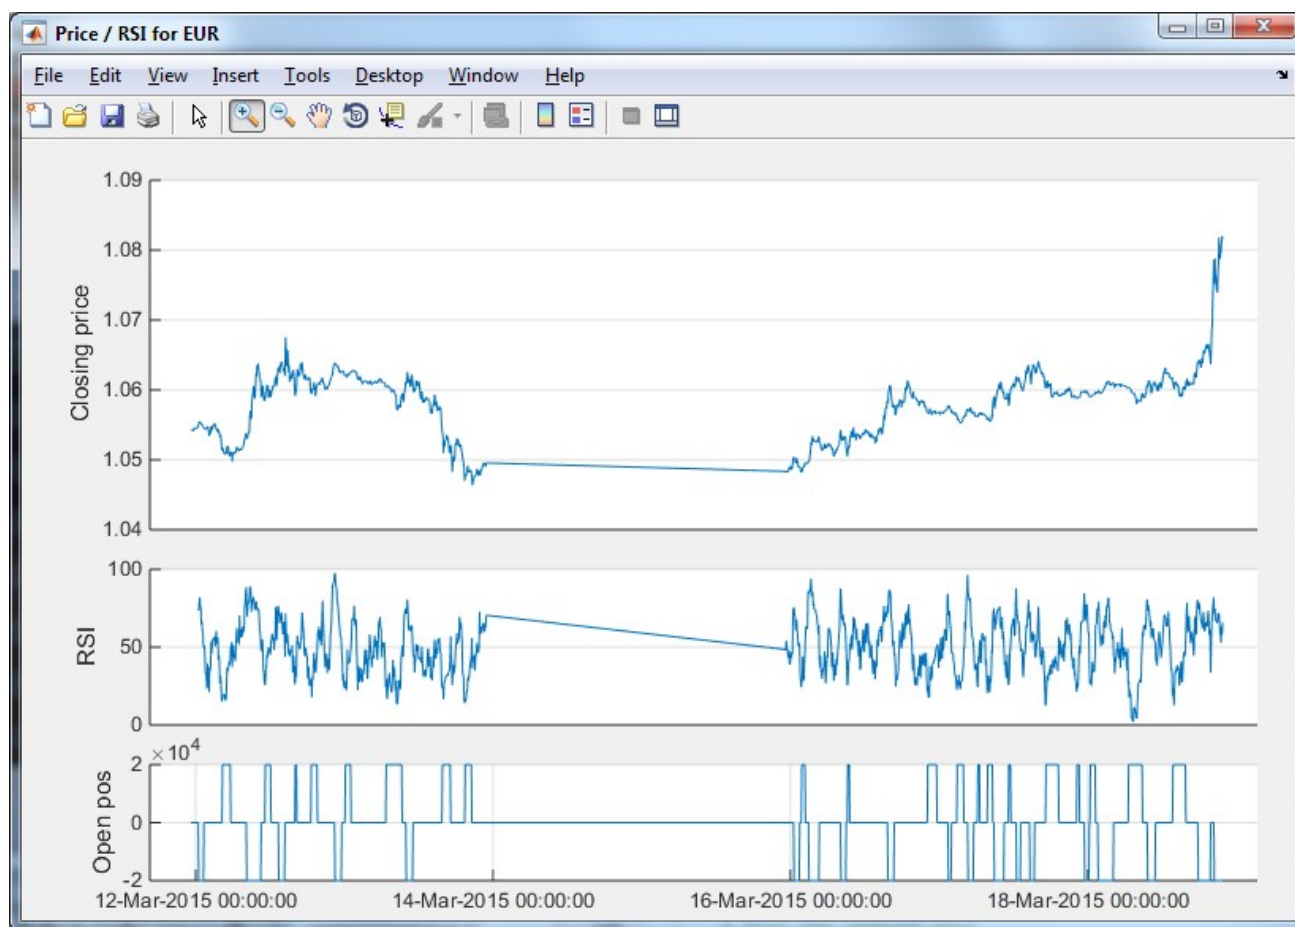 Price / RSI for EUR
File Edit View Insert Tools Desktop Window Help
1.09
1.08
1.07
1.06
1.05
1.04
Closing price
100
50
0
RSI
×10^4
2
0
-2
Open pos
12-Mar-2015 00:00:00 14-Mar-2015 00:00:00 16-Mar-2015 00:00:00 18-Mar-2015 00:00:00